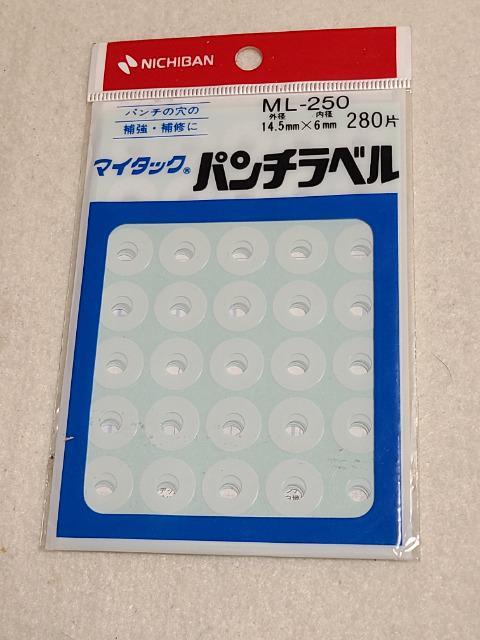 NICHIBAN
パンチの穴の
補強・補修に
ML-250
外径 内径
14.5mm×6mm 280片
マイタック® パンチラベル